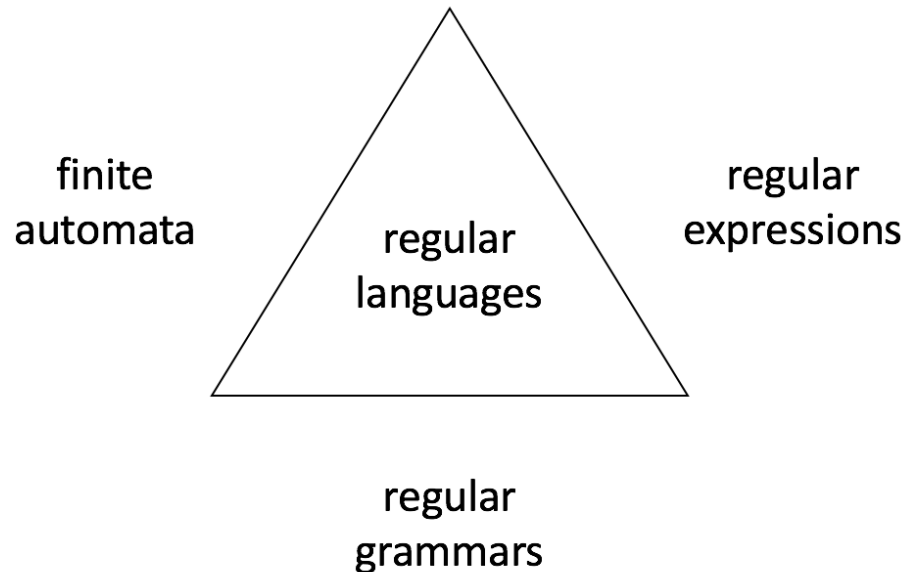 finite
automata
regular
expressions
regular
languages
regular
grammars